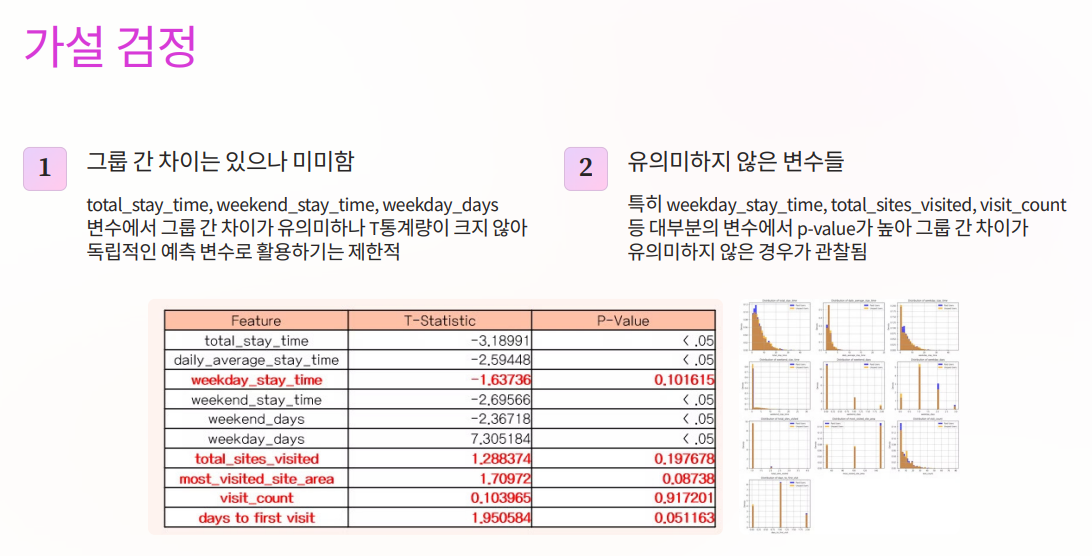 가설 검정
1
그룹 간 차이는 있으나 미미함
total_stay_time, weekend_stay_time, weekday_days
변수에서 그룹 간 차이가 유의미하나 T통계량이 크지 않아
독립적인 예측 변수로 활용하기는 제한적
2
유의미하지 않은 변수들
특히 weekday_stay_time, total_sites_visited, visit_count
등 대부분의 변수에서 p-value가 높아 그룹 간 차이가
유의미하지 않은 경우가 관찰됨
Feature T-Statistic P-Value
total_stay_time -3.18991 < .05
daily_average_stay_time -2.59448 < .05
weekday_stay_time -1.63736 0.101615
weekend_stay_time -2.69566 < .05
weekend_days -2.36718 < .05
weekday_days 7.305184 < .05
total_sites_visited 1.288374 0.197678
most_visited_site_area 1.70972 0.08738
visit_count 0.103965 0.917201
days to first visit 1.950584 0.051163